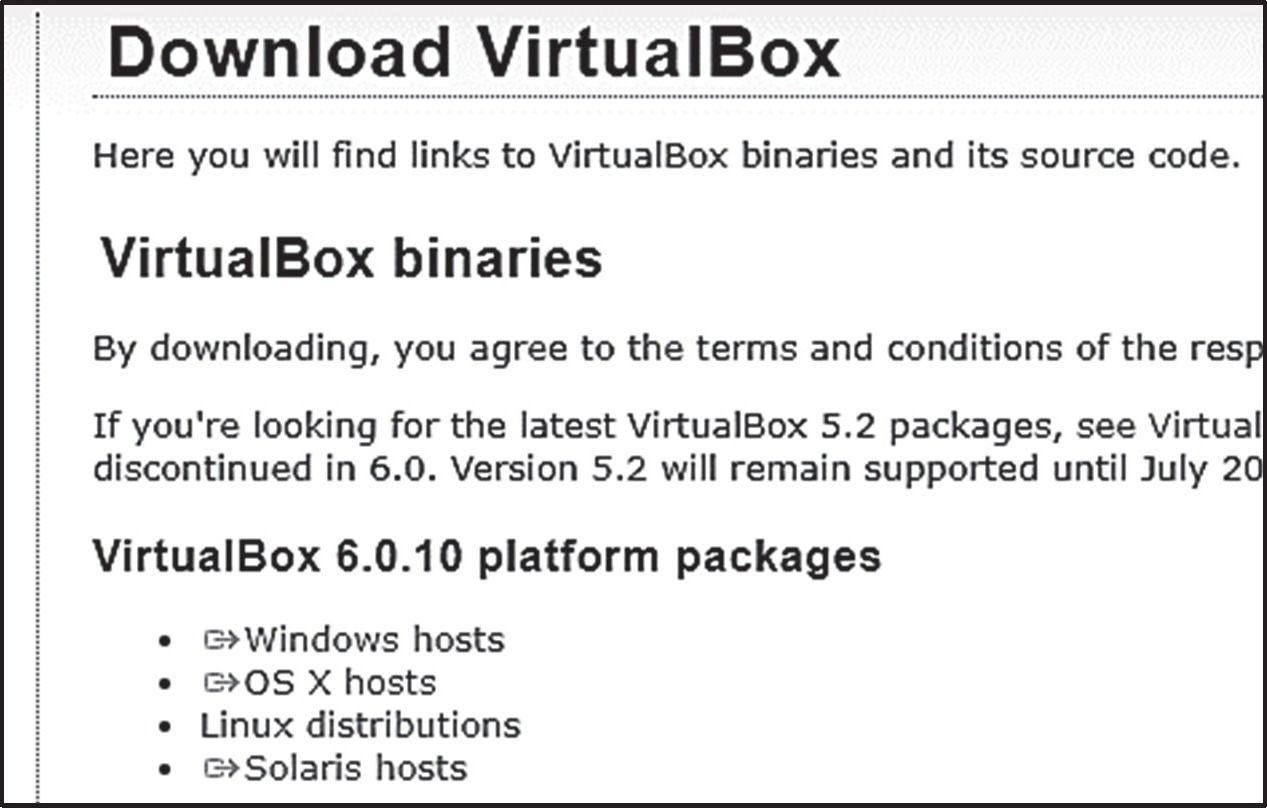 Download VirtualBox
Here you will find links to VirtualBox binaries and its source code.
VirtualBox binaries
By downloading, you agree to the terms and conditions of the resp
If you're looking for the latest VirtualBox 5.2 packages, see Virtual
discontinued in 6.0. Version 5.2 will remain supported until July 20
VirtualBox 6.0.10 platform packages
• Windows hosts
• OS X hosts
• Linux distributions
• Solaris hosts